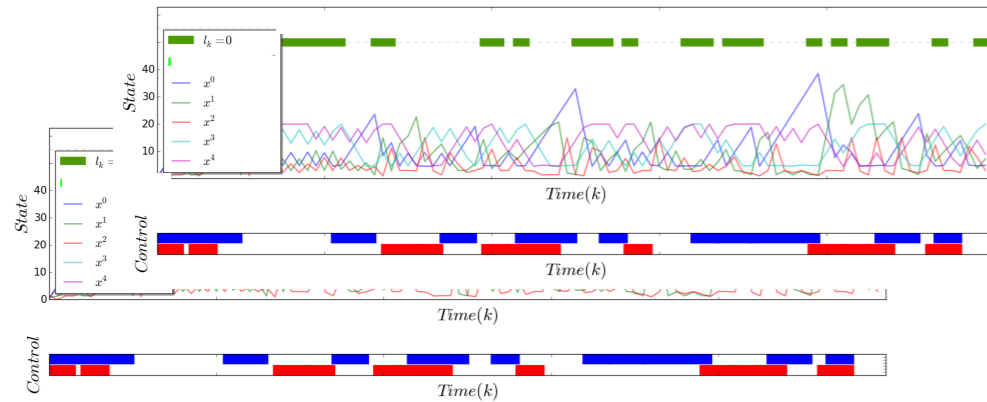 l_k = 0
x^0
x^1
x^2
x^3
x^4
State
40
30
20
10
Time(k)
Control
Time(k)
l_k =
x^0
x^1
x^2
x^3
x^4
State
40
30
20
10
0
Time(k)
Control
Time(k)